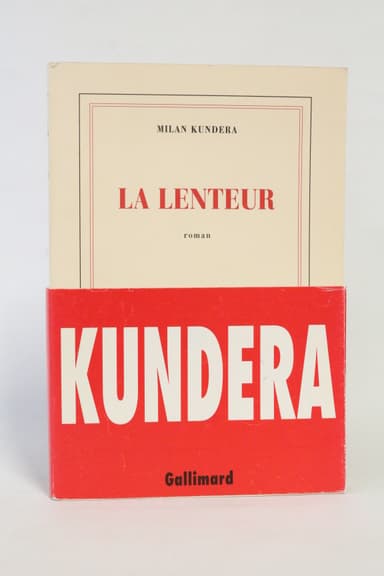 MILAN KUNDERA
LA LENTEUR
roman
KUNDERA
Gallimard